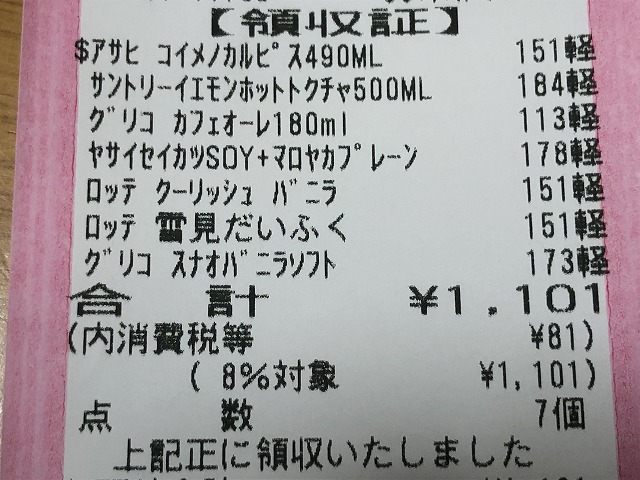 【領収証】
$アサヒ コイメノカルピス490ML 151軽
サントリーイエモンホットトクチャ500ML 184軽
グリコ カフェオーレ180ml 113軽
ヤサイセイカツSOY+マロヤカプレーン 178軽
ロッテ クーリッシュ バニラ 151軽
ロッテ 雪見だいふく 151軽
グリコ スナオバニラソフト 173軽
合 計 ¥1,101
(内消費税等 ¥81)
( 8%対象 ¥1,101)
点 数 7個
上記正に領収いたしました